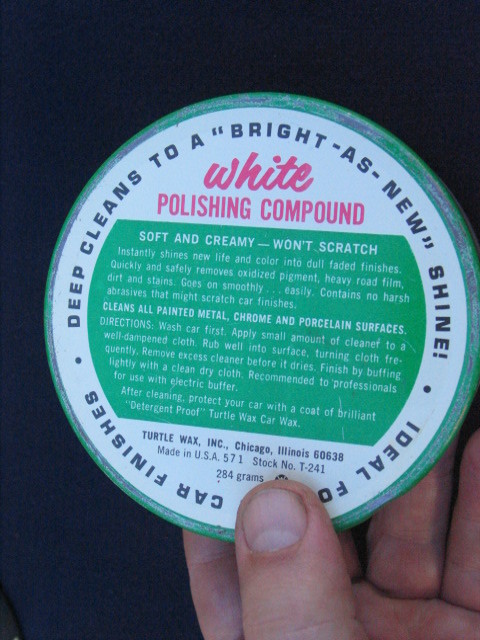 • DEEP CLEANS TO A "BRIGHT-AS-NEW" SHINE! •
white
POLISHING COMPOUND
SOFT AND CREAMY — WON'T SCRATCH
Instantly shines new life and color into dull faded finishes.
Quickly and safely removes oxidized pigment, heavy road film,
dirt and stains. Goes on smoothly . . . easily. Contains no harsh
abrasives that might scratch car finishes.
CLEANS ALL PAINTED METAL, CHROME AND PORCELAIN SURFACES.
DIRECTIONS: Wash car first. Apply small amount of cleaner to a
well-dampened cloth. Rub well into surface, turning cloth fre-
quently. Remove excess cleaner before it dries. Finish by buffing
lightly with a clean dry cloth. Recommended to professionals
for use with electric buffer.
After cleaning, protect your car with a coat of brilliant
"Detergent Proof" Turtle Wax Car Wax.
TURTLE WAX, INC., Chicago, Illinois 60638
Made in U.S.A. 571 Stock No. T-241
284 grams
IDEAL FO
CAR FINISHES